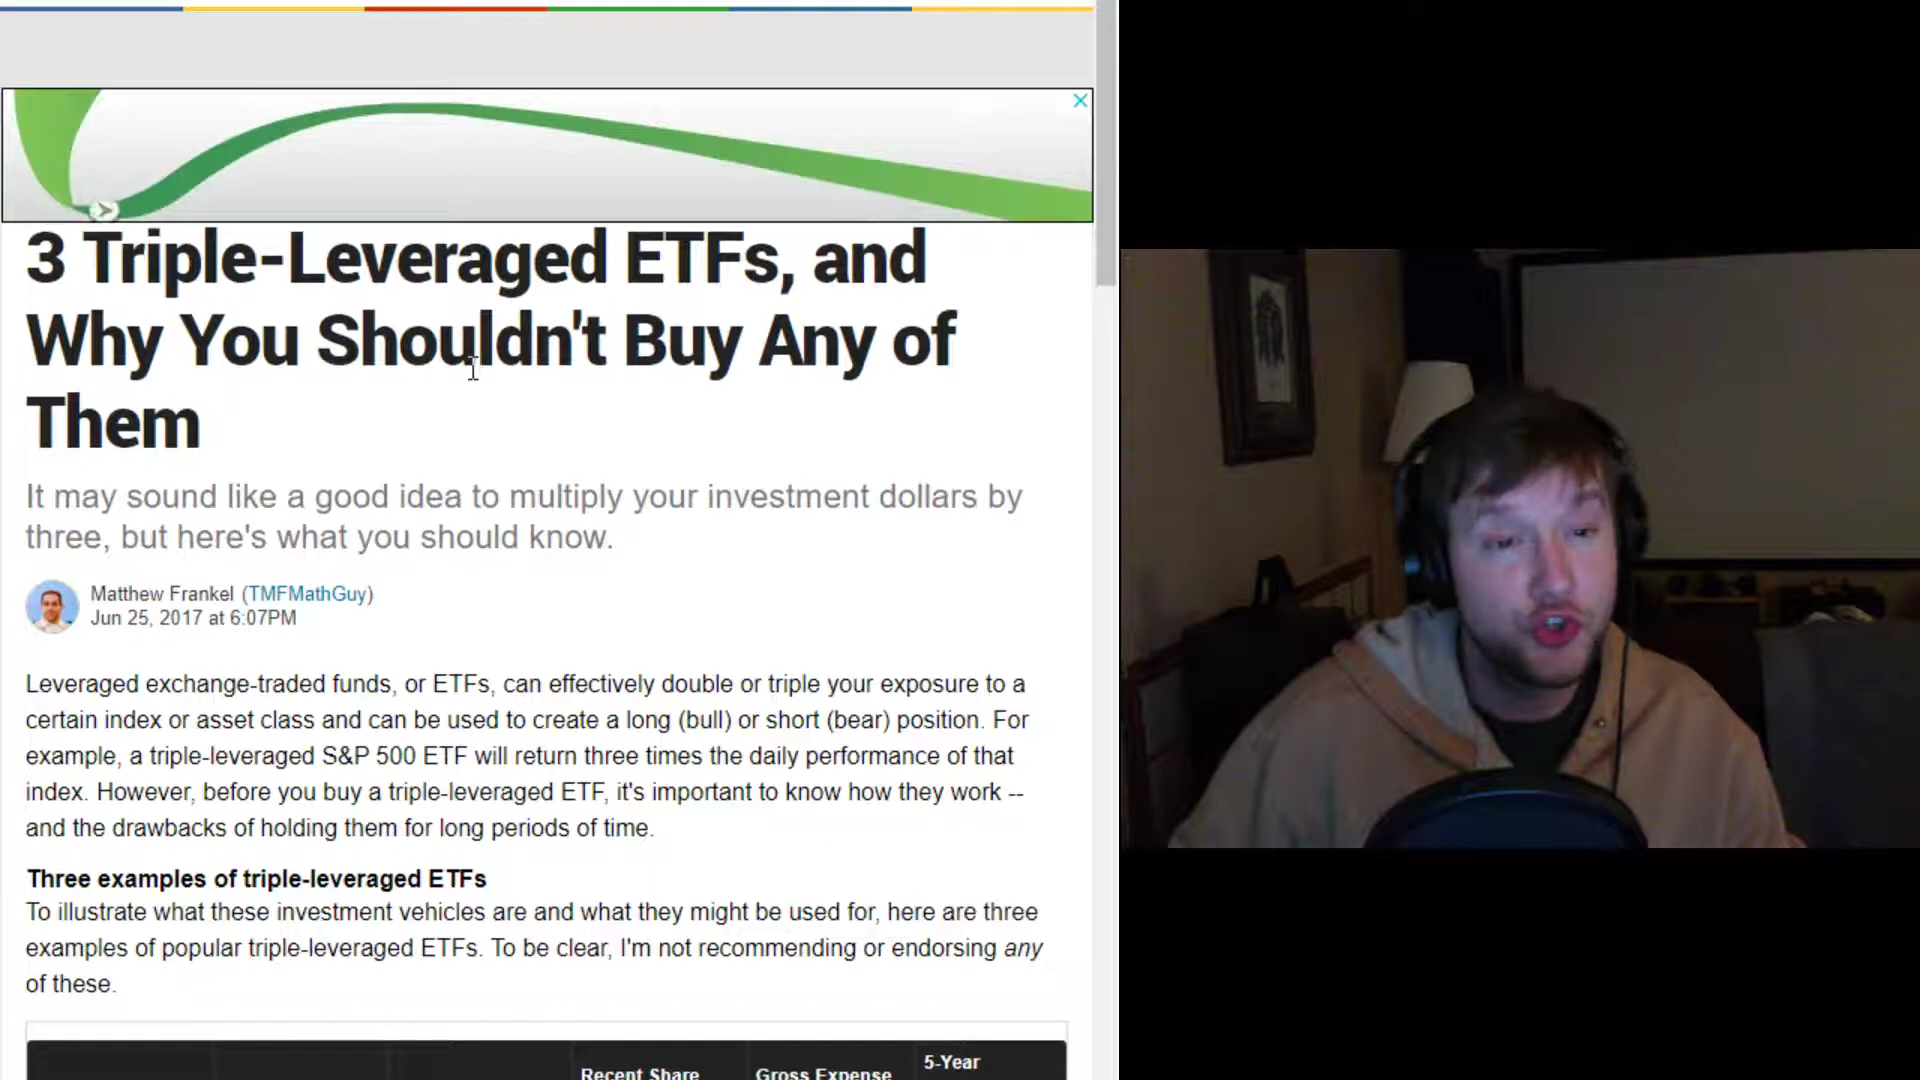 3 Triple-Leveraged ETFs, and
Why You Shouldn't Buy Any of
Them
It may sound like a good idea to multiply your investment dollars by
three, but here's what you should know.
Matthew Frankel (TMFMathGuy)
Jun 25, 2017 at 6:07PM
Leveraged exchange-traded funds, or ETFs, can effectively double or triple your exposure to a
certain index or asset class and can be used to create a long (bull) or short (bear) position. For
example, a triple-leveraged S&P 500 ETF will return three times the daily performance of that
index. However, before you buy a triple-leveraged ETF, it's important to know how they work --
and the drawbacks of holding them for long periods of time.
Three examples of triple-leveraged ETFs
To illustrate what these investment vehicles are and what they might be used for, here are three
examples of popular triple-leveraged ETFs. To be clear, I'm not recommending or endorsing any
of these.
5-Year
Recent Share Gross Expense